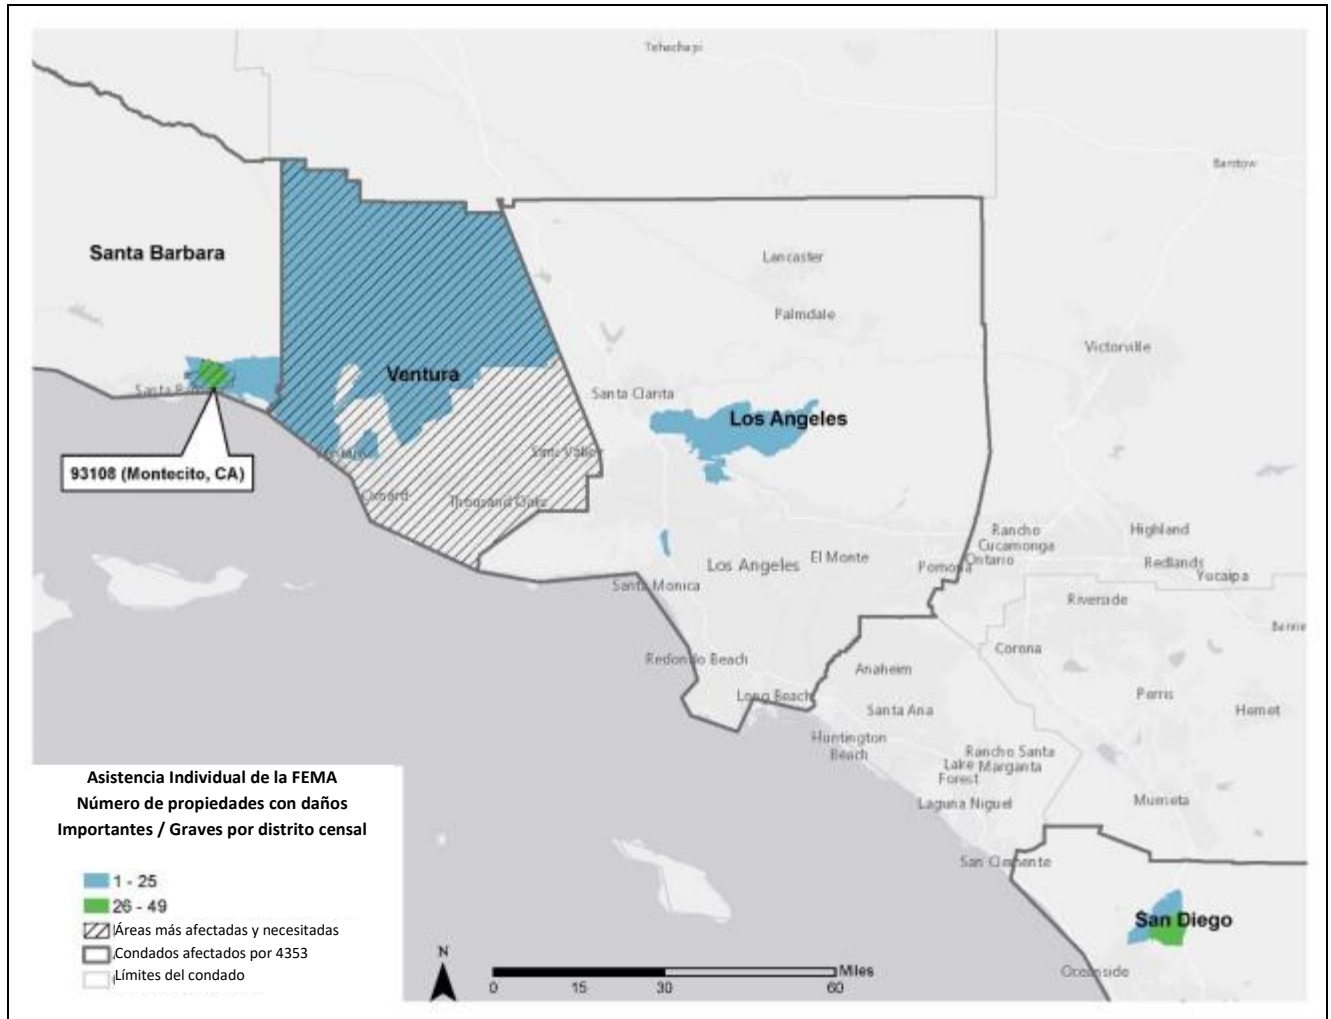 Tehachapi
Barstow
Santa Barbara
Lancaster
Palmdale
Victorville
Ventura
Santa Clarita
Los Angeles
Simi Valley
93108 (Montecito, CA)
Oxnard
Thousand Oaks
Rancho
Cucamonga
Highland
Los Angeles
El Monte
Pomona
Ontario
Redlands
Yucaipa
Santa Monica
Riverside
Corona
Redondo Beach
Anaheim
Perris
Long Beach
Santa Ana
Hemet
Huntington
Beach
Rancho Santa
Marganta
Lake
Forest
Laguna Niguel
Murrieta
San Clemente
San Diego
Oceanside
Asistencia Individual de la FEMA
Número de propiedades con daños
Importantes / Graves por distrito censal
1 - 25
26 - 49
Áreas más afectadas y necesitadas
Condados afectados por 4353
Límites del condado
N
Miles
0 15 30 60